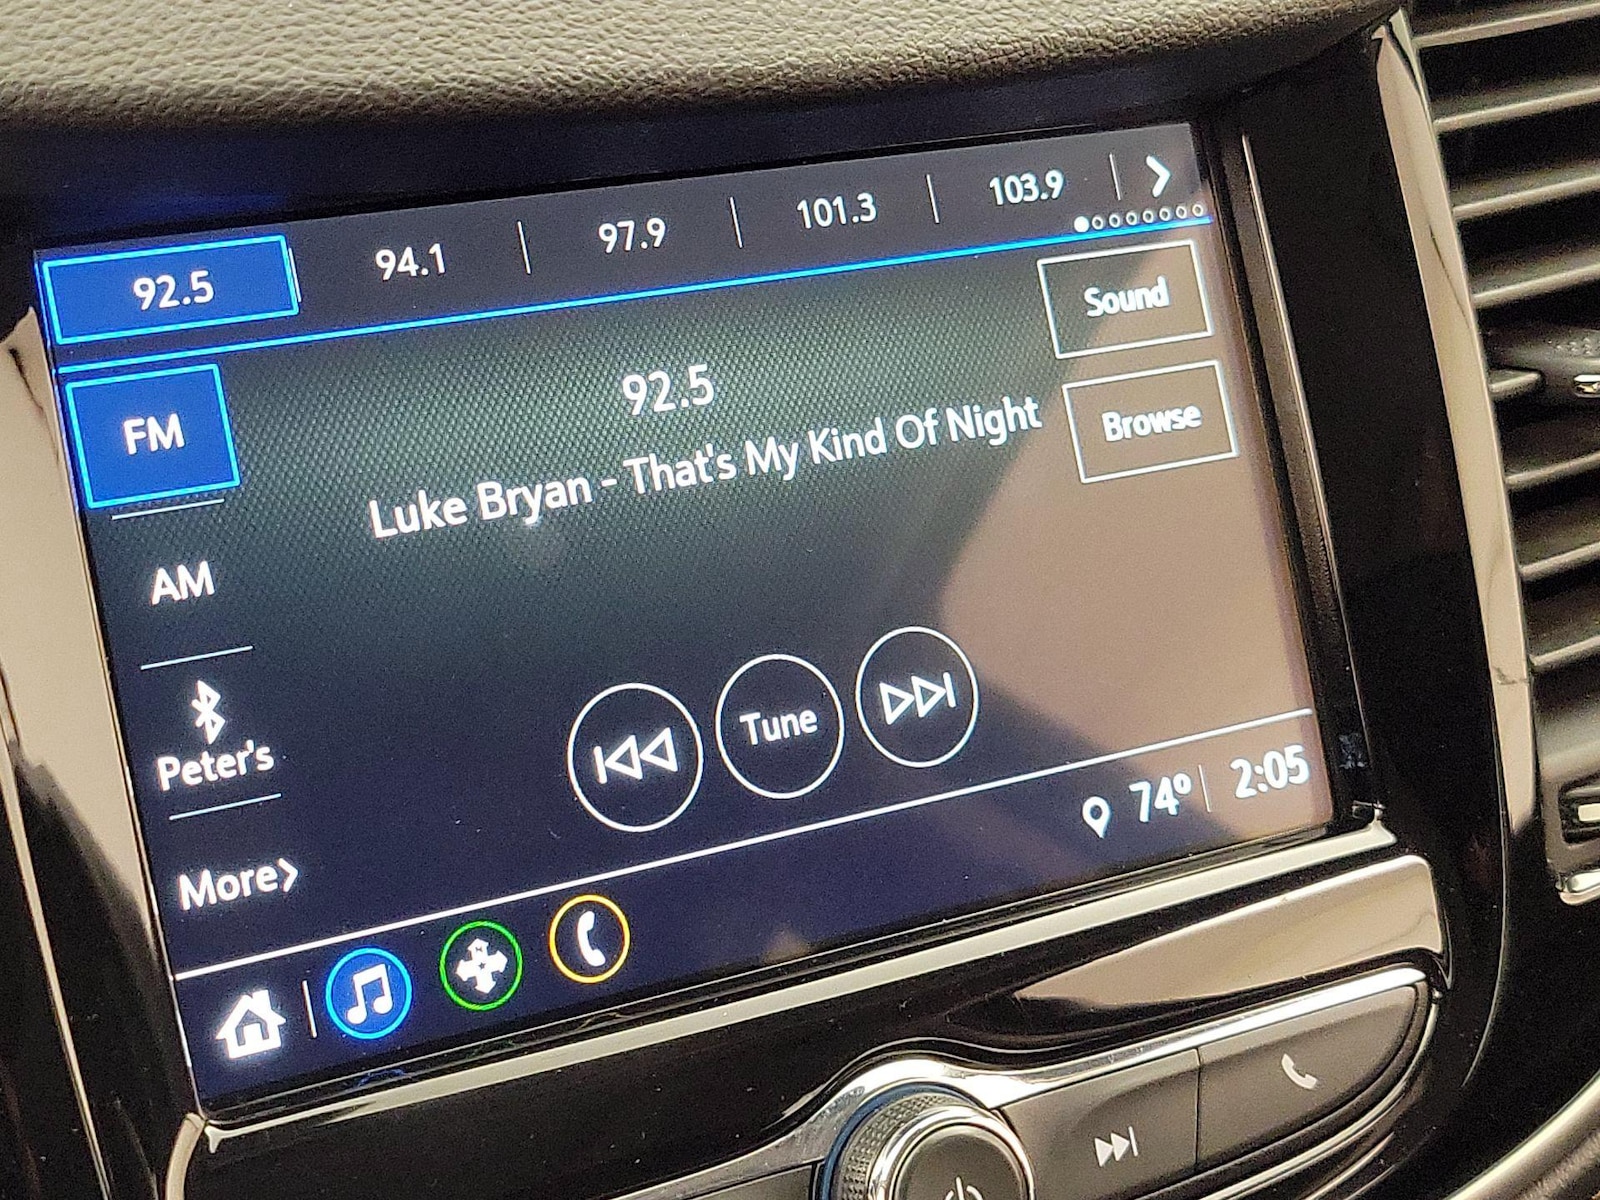 92.5
94.1
97.9
101.3
103.9
FM
AM
Peter's
More
92.5
Luke Bryan - That's My Kind Of Night
Sound
Browse
Tune
74° 2:05